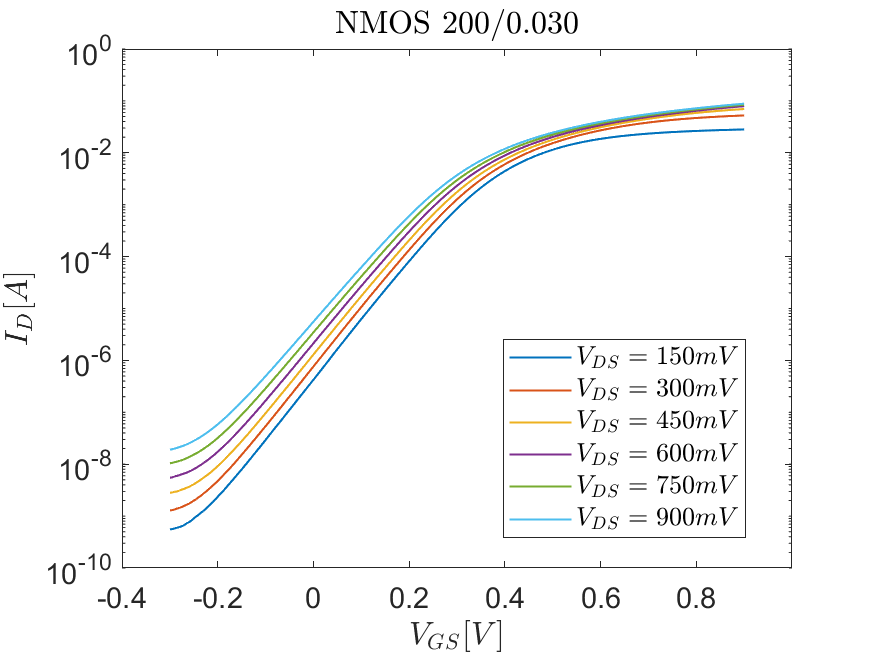 NMOS 200/0.030
10^0
10^-2
10^-4
10^-6
10^-8
10^-10
I_D[A]
-0.4 -0.2 0 0.2 0.4 0.6 0.8
V_GS[V]
V_DS = 150mV
V_DS = 300mV
V_DS = 450mV
V_DS = 600mV
V_DS = 750mV
V_DS = 900mV